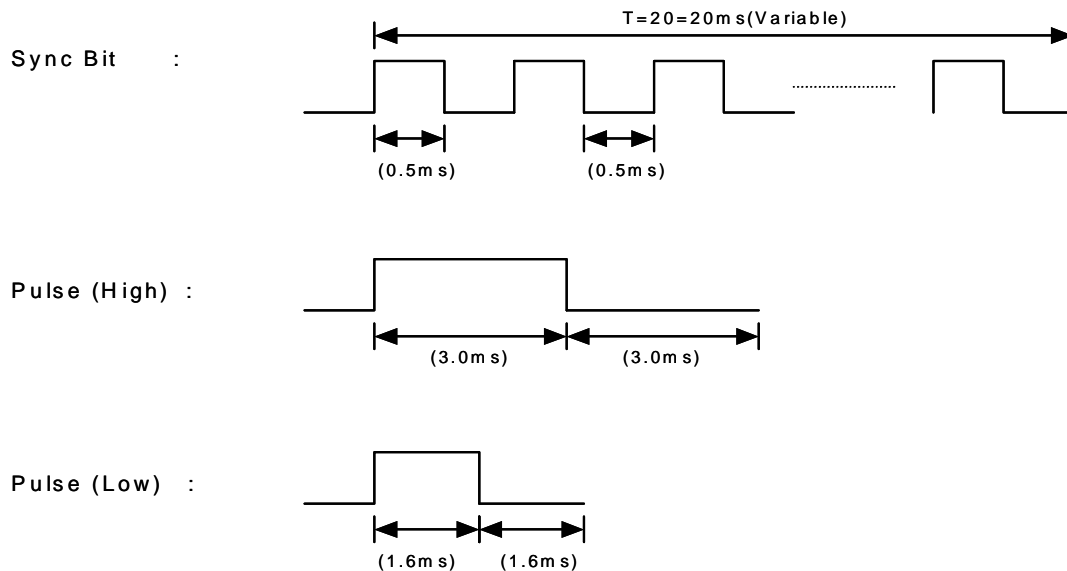 T=20=20ms(Variable)
Sync Bit :
(0.5ms) (0.5ms)
Pulse (High) :
(3.0ms) (3.0ms)
Pulse (Low) :
(1.6ms) (1.6ms)